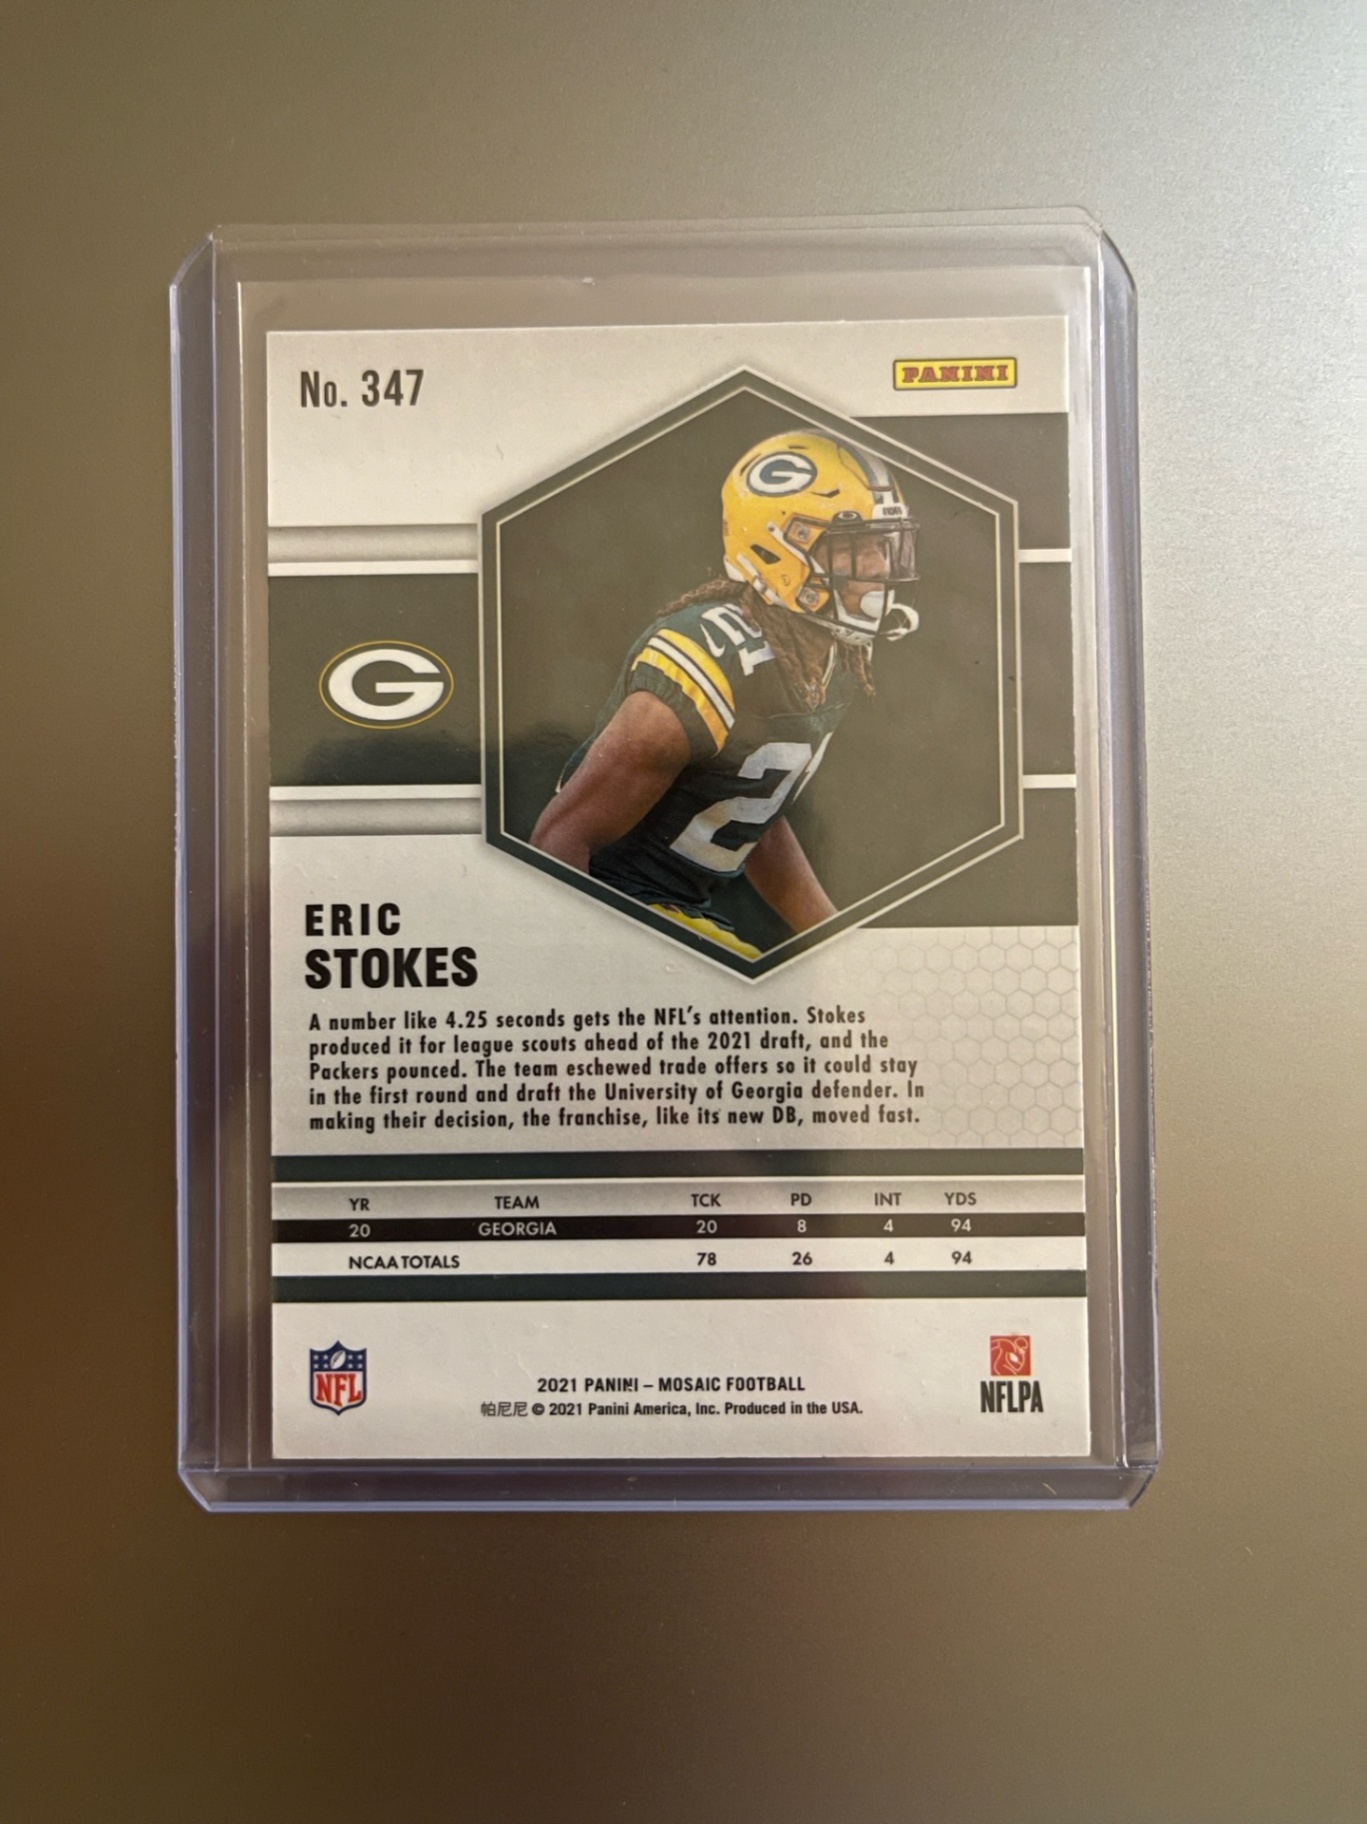 No. 347
PANINI
G
21
21
G
ERIC
STOKES
A number like 4.25 seconds gets the NFL's attention. Stokes
produced it for league scouts ahead of the 2021 draft, and the
Packers pounced. The team eschewed trade offers so it could stay
in the first round and draft the University of Georgia defender. In
making their decision, the franchise, like its new DB, moved fast.
YR TEAM TCK PD INT YDS
20 GEORGIA 20 8 4 94
NCAA TOTALS 78 26 4 94
NFL
2021 PANINI – MOSAIC FOOTBALL
帕尼尼 © 2021 Panini America, Inc. Produced in the USA.
NFLPA